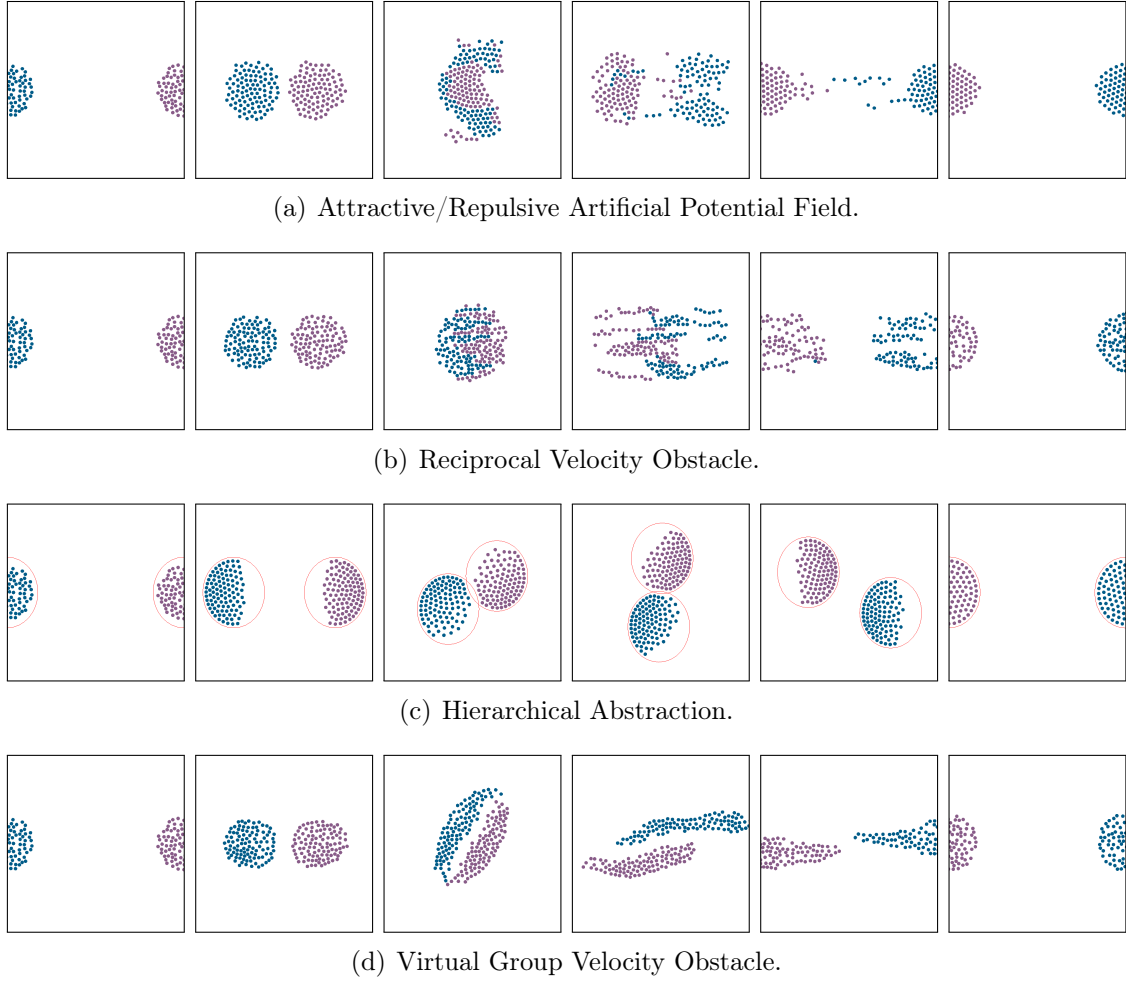 (a) Attractive/Repulsive Artificial Potential Field.
(b) Reciprocal Velocity Obstacle.
(c) Hierarchical Abstraction.
(d) Virtual Group Velocity Obstacle.